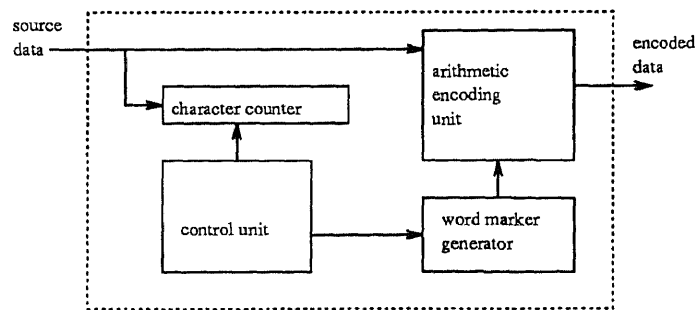 source
data
encoded
data
arithmetic
encoding
unit
character counter
control unit
word marker
generator